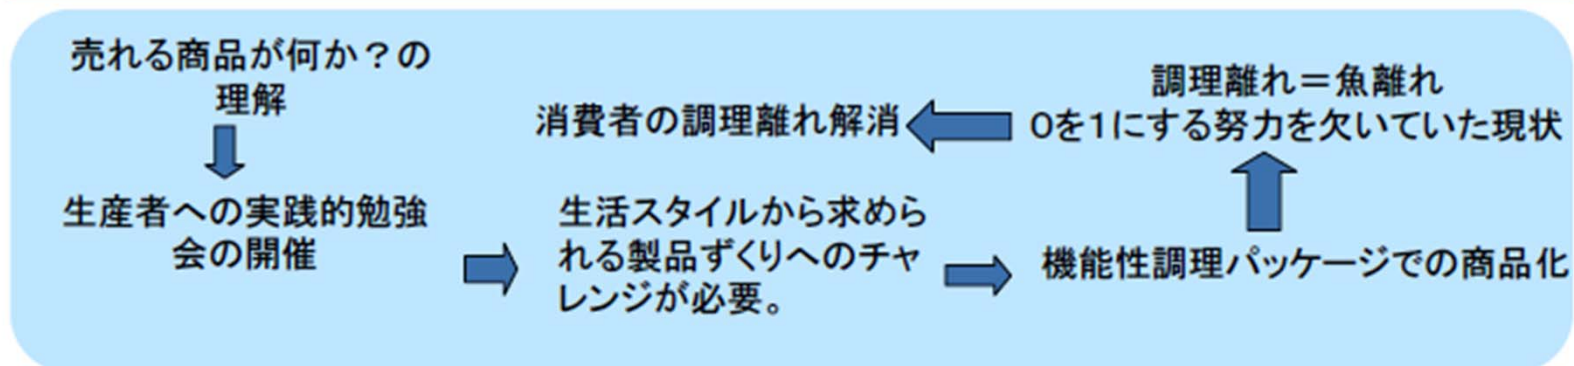 売れる商品が何か？の
理解
生産者への実践的勉強
会の開催
生活スタイルから求めら
れる製品ずくりへのチャ
レンジが必要。
機能性調理パッケージでの商品化
調理離れ＝魚離れ
０を１にする努力を欠いていた現状
消費者の調理離れ解消